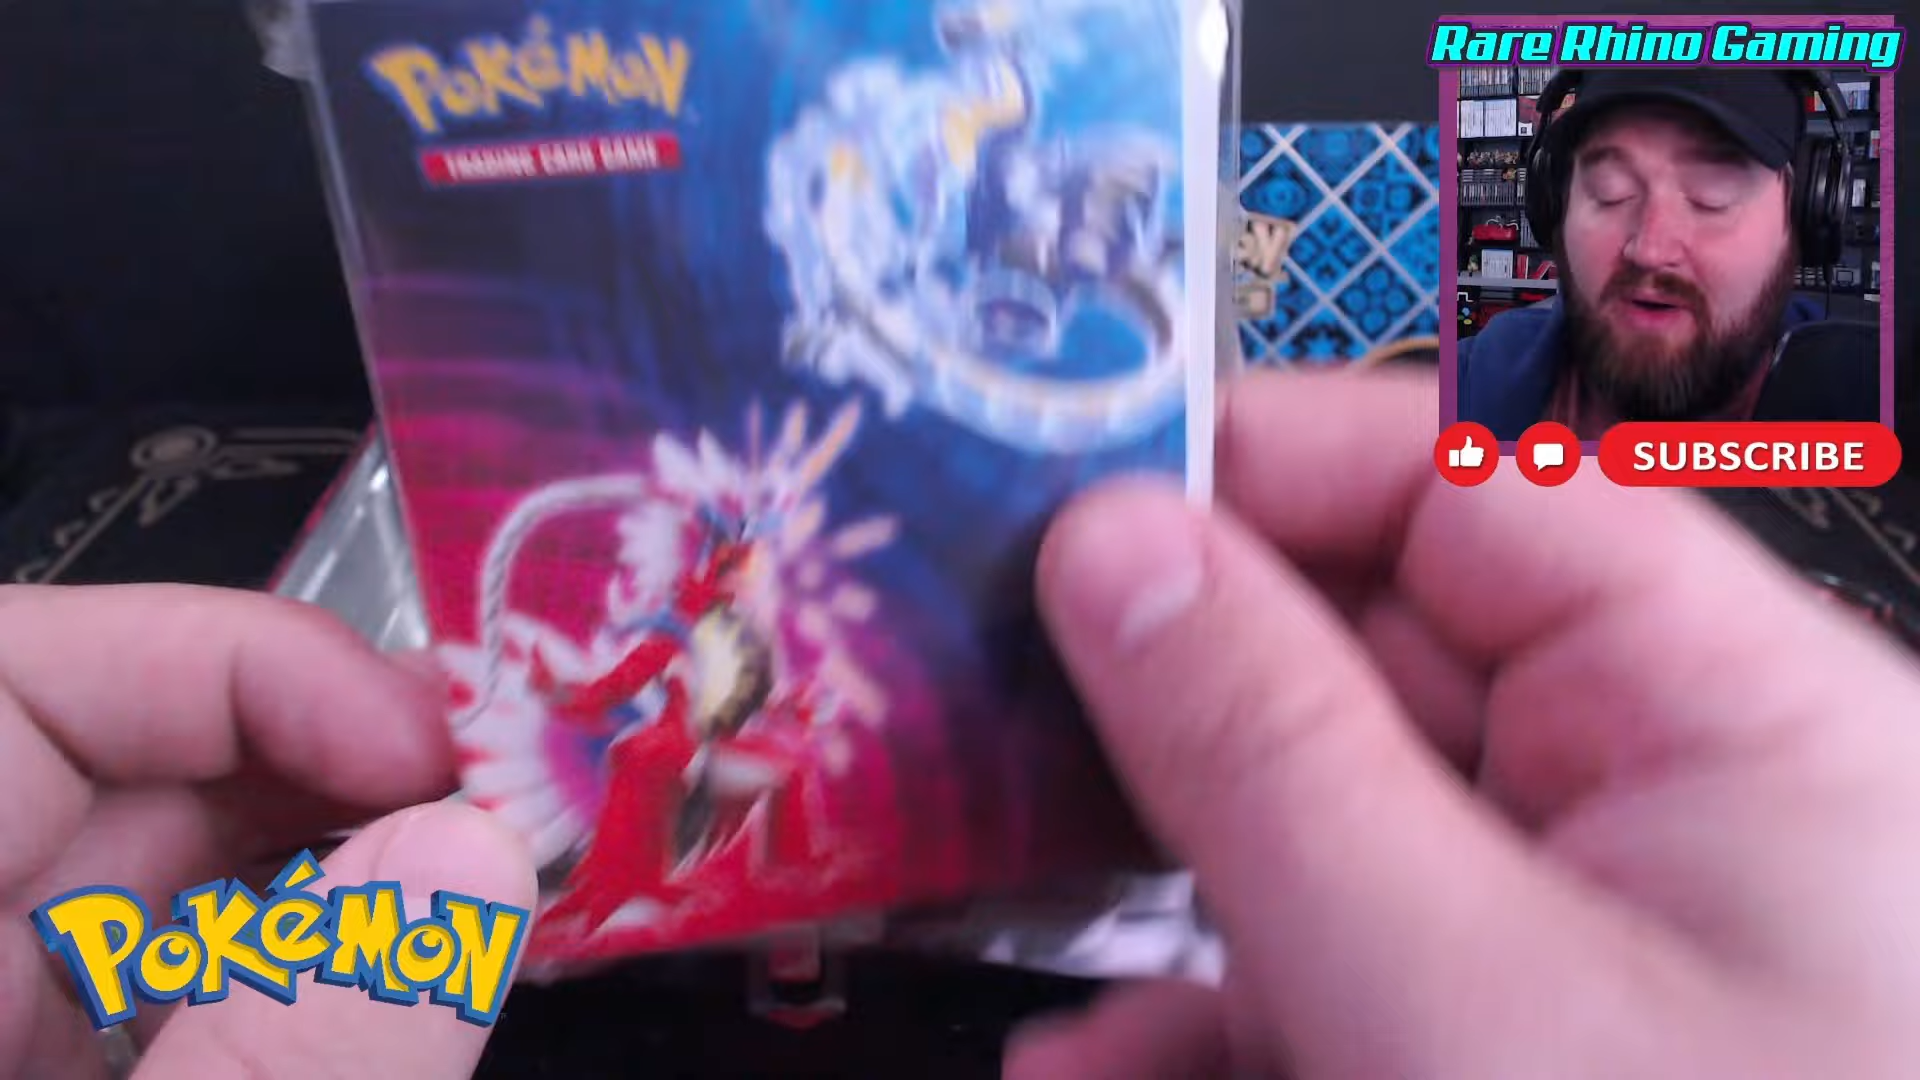 Rare Rhino Gaming
POKéMON
TRADING CARD GAME
SUBSCRIBE
POKéMON